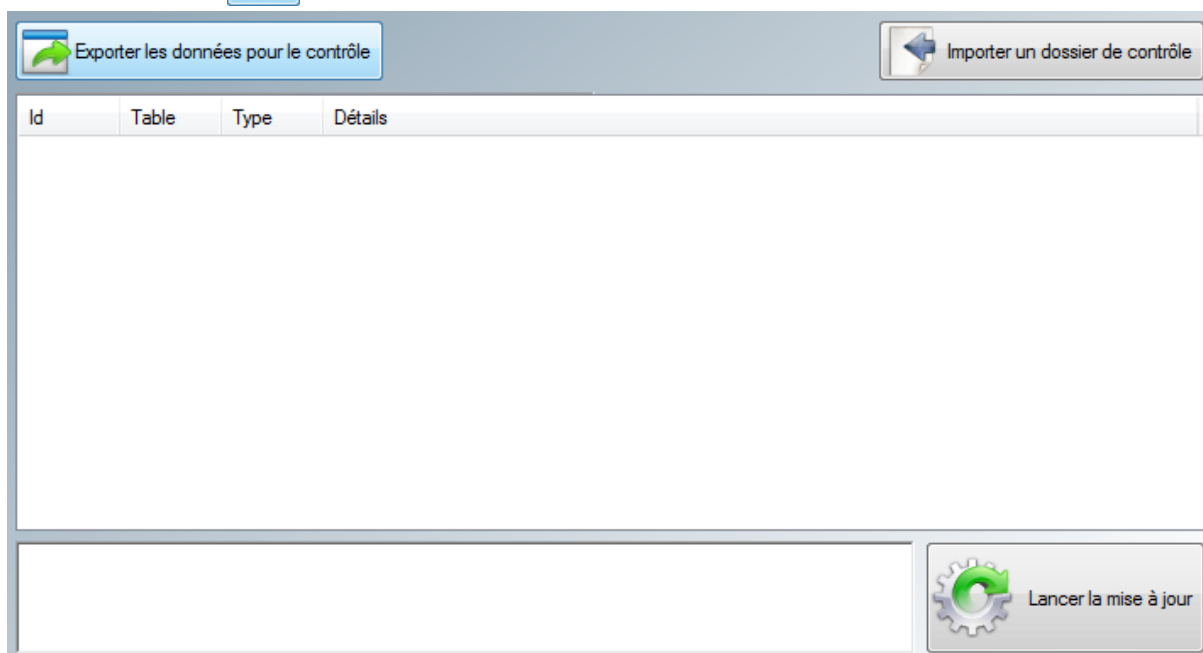 Exporter les données pour le contrôle
Importer un dossier de contrôle
Id Table Type Détails
Lancer la mise à jour